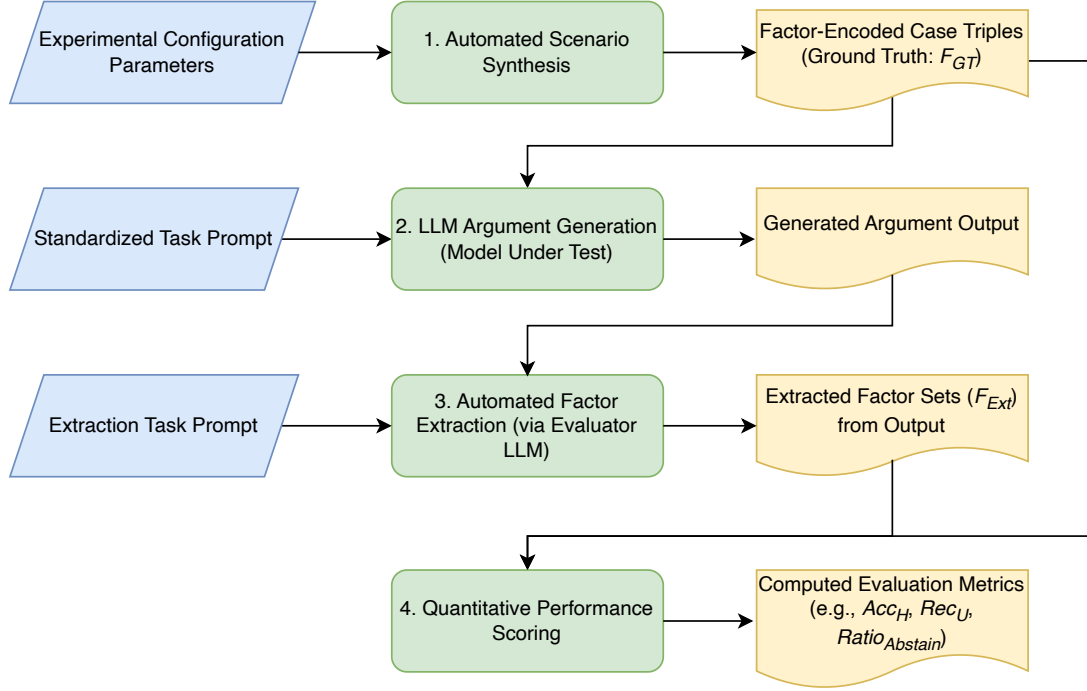 Experimental Configuration
Parameters
1. Automated Scenario
Synthesis
Factor-Encoded Case Triples
(Ground Truth: F_GT)
Standardized Task Prompt
2. LLM Argument Generation
(Model Under Test)
Generated Argument Output
Extraction Task Prompt
3. Automated Factor
Extraction (via Evaluator
LLM)
Extracted Factor Sets (F_Ext)
from Output
4. Quantitative Performance
Scoring
Computed Evaluation Metrics
(e.g., Acc_H, Rec_U,
Ratio_Abstain)